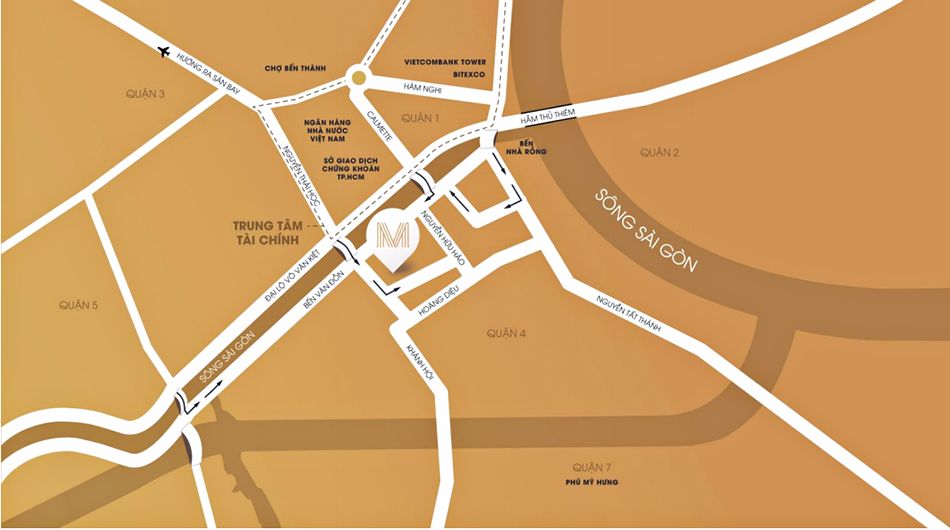 HƯỚNG RA SÂN BAY
CHỢ BẾN THÀNH
VIETCOMBANK TOWER
BITEXCO
HÀM NGHI
QUẬN 3
QUẬN 1
CALMETTE
NGÂN HÀNG
NHÀ NƯỚC
VIỆT NAM
HẦM THỦ THIÊM
NGUYỄN THÁI HỌC
SỞ GIAO DỊCH
CHỨNG KHOÁN
TP.HCM
BẾN
NHÀ RỒNG
QUẬN 2
SÔNG SÀI GÒN
TRUNG TÂM
TÀI CHÍNH
M
NGUYỄN HỮU HÀO
ĐẠI LỘ VÕ VĂN KIỆT
BẾN VÂN ĐỒN
HOÀNG DIỆU
NGUYỄN TẤT THÀNH
QUẬN 5
QUẬN 4
SÔNG SÀI GÒN
KHÁNH HỘI
QUẬN 7
PHÚ MỸ HƯNG